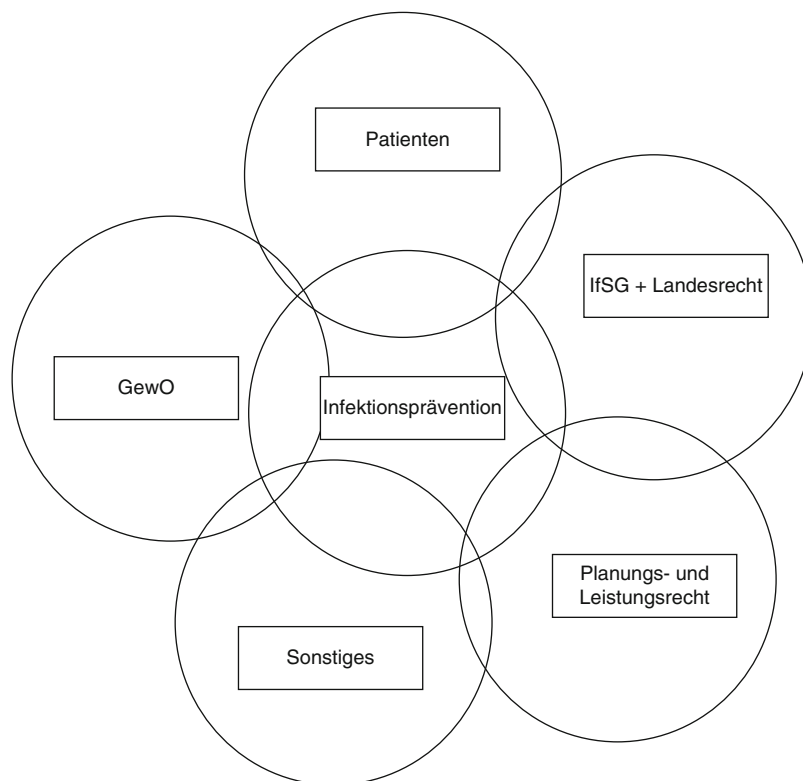 Patienten
IfSG + Landesrecht
GewO
Infektionsprävention
Planungs- und
Leistungsrecht
Sonstiges